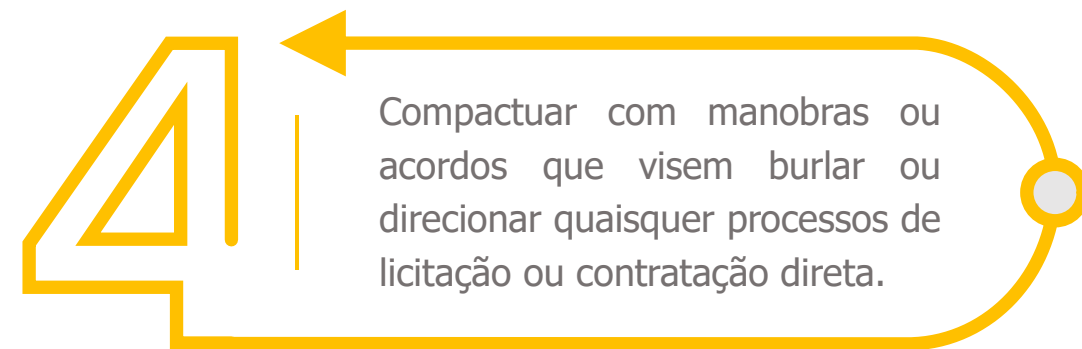 4
Compactuar com manobras ou
acordos que visem burlar ou
direcionar quaisquer processos de
licitação ou contratação direta.